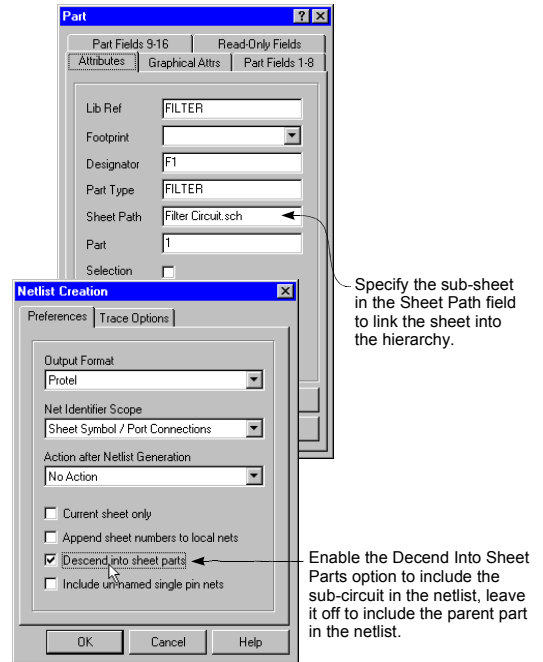 Part
Part Fields 9-16
Read-Only Fields
Attributes
Graphical Attrs
Part Fields 1-8
Lib Ref
FILTER
Footprint
Designator
F1
Part Type
FILTER
Sheet Path
Filter Circuit.sch
Part
1
Selection
Specify the sub-sheet
in the Sheet Path field
to link the sheet into
the hierarchy.
Netlist Creation
Preferences
Trace Options
Output Format
Protel
Net Identifier Scope
Sheet Symbol / Port Connections
Action after Netlist Generation
No Action
Current sheet only
Append sheet numbers to local nets
Descend into sheet parts
Include un-named single pin nets
Enable the Decend Into Sheet
Parts option to include the
sub-circuit in the netlist, leave
it off to include the parent part
in the netlist.
OK
Cancel
Help